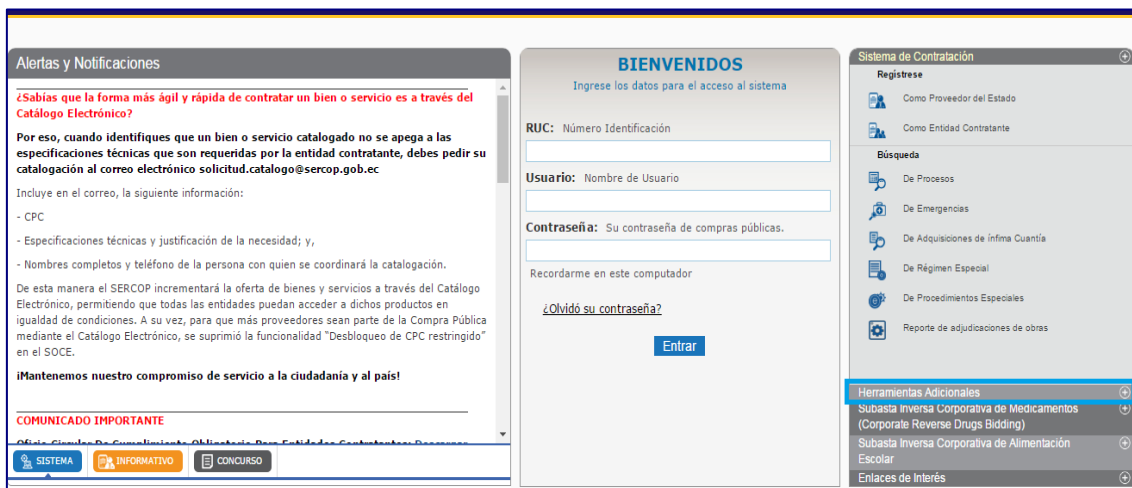 Alertas y Notificaciones
¿Sabías que la forma más ágil y rápida de contratar un bien o servicio es a través del
Catálogo Electrónico?
Por eso, cuando identifiques que un bien o servicio catalogado no se apega a las
especificaciones técnicas que son requeridas por la entidad contratante, debes pedir su
catalogación al correo electrónico solicitud.catalogo@sercop.gob.ec
Incluye en el correo, la siguiente información:
- CPC
- Especificaciones técnicas y justificación de la necesidad; y,
- Nombres completos y teléfono de la persona con quien se coordinará la catalogación.
De esta manera el SERCOP incrementará la oferta de bienes y servicios a través del Catálogo
Electrónico, permitiendo que todas las entidades puedan acceder a dichos productos en
igualdad de condiciones. A su vez, para que más proveedores sean parte de la Compra Pública
mediante el Catálogo Electrónico, se suprimió la funcionalidad "Desbloqueo de CPC restringido"
en el SOCE.
¡Mantenemos nuestro compromiso de servicio a la ciudadanía y al país!
COMUNICADO IMPORTANTE
Oficio Circular De Cumplimiento Obligatorio Para Entidades Contratantes: Descargar
SISTEMA
INFORMATIVO
CONCURSO
BIENVENIDOS
Ingrese los datos para el acceso al sistema
RUC: Número Identificación
Usuario: Nombre de Usuario
Contraseña: Su contraseña de compras públicas.
Recordarme en este computador
¿Olvidó su contraseña?
Entrar
Sistema de Contratación
Regístrese
Como Proveedor del Estado
Como Entidad Contratante
Búsqueda
De Procesos
De Emergencias
De Adquisiciones de ínfima Cuantía
De Régimen Especial
De Procedimientos Especiales
Reporte de adjudicaciones de obras
Herramientas Adicionales
Subasta Inversa Corporativa de Medicamentos
(Corporate Reverse Drugs Bidding)
Subasta Inversa Corporativa de Alimentación
Escolar
Enlaces de Interés